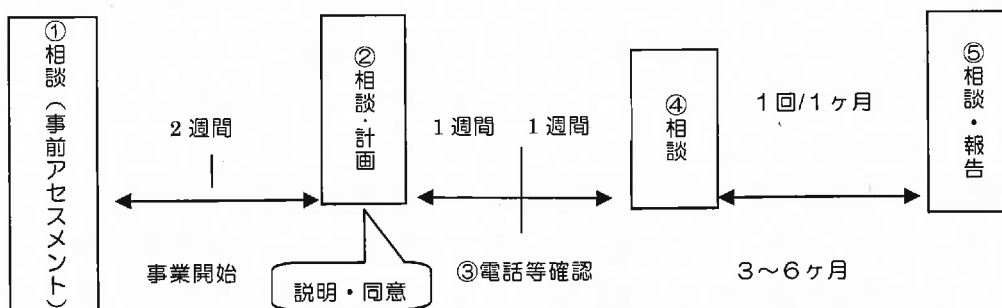 ①相談（事前アセスメント）
2週間
事業開始
②相談・計画
説明・同意
1週間
1週間
③電話等確認
④相談
1回/1ヶ月
3～6ヶ月
⑤相談・報告